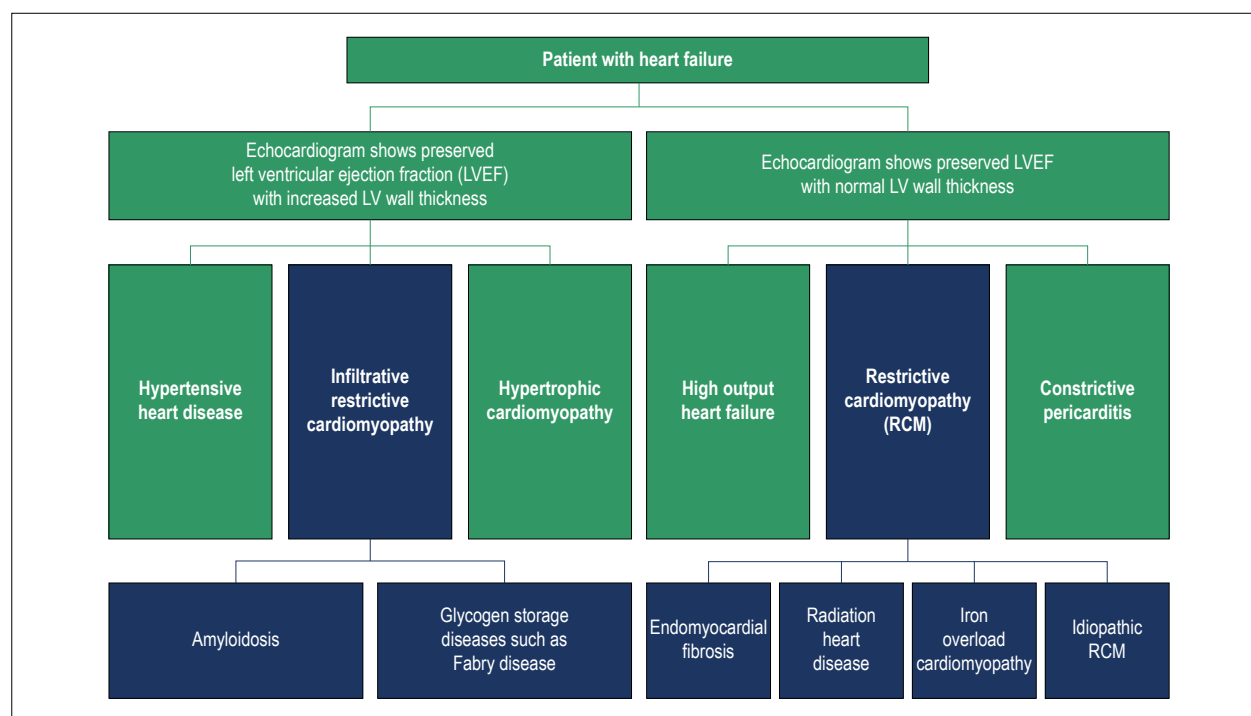 Patient with heart failure
Echocardiogram shows preserved
left ventricular ejection fraction (LVEF)
with increased LV wall thickness
Echocardiogram shows preserved LVEF
with normal LV wall thickness
Hypertensive
heart disease
Infiltrative
restrictive
cardiomyopathy
Hypertrophic
cardiomyopathy
High output
heart failure
Restrictive
cardiomyopathy
(RCM)
Constrictive
pericarditis
Amyloidosis
Glycogen storage
diseases such as
Fabry disease
Endomyocardial
fibrosis
Radiation
heart
disease
Iron
overload
cardiomyopathy
Idiopathic
RCM